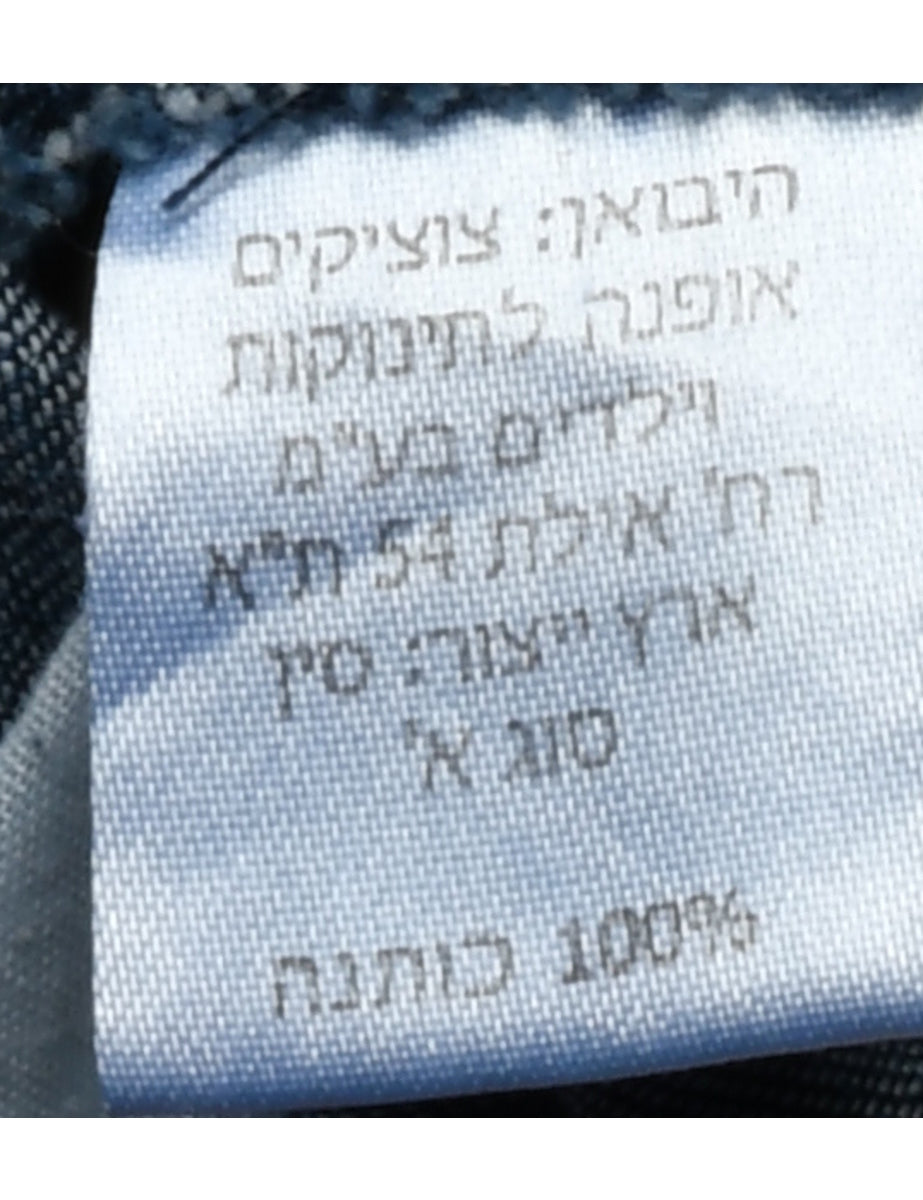 היבואן: צוציקים
אופנה לתינוקות
וילדים בע"מ
רח' אילת 54 ת"א
ארץ ייצור: סין
סוג א'
100% כותנה